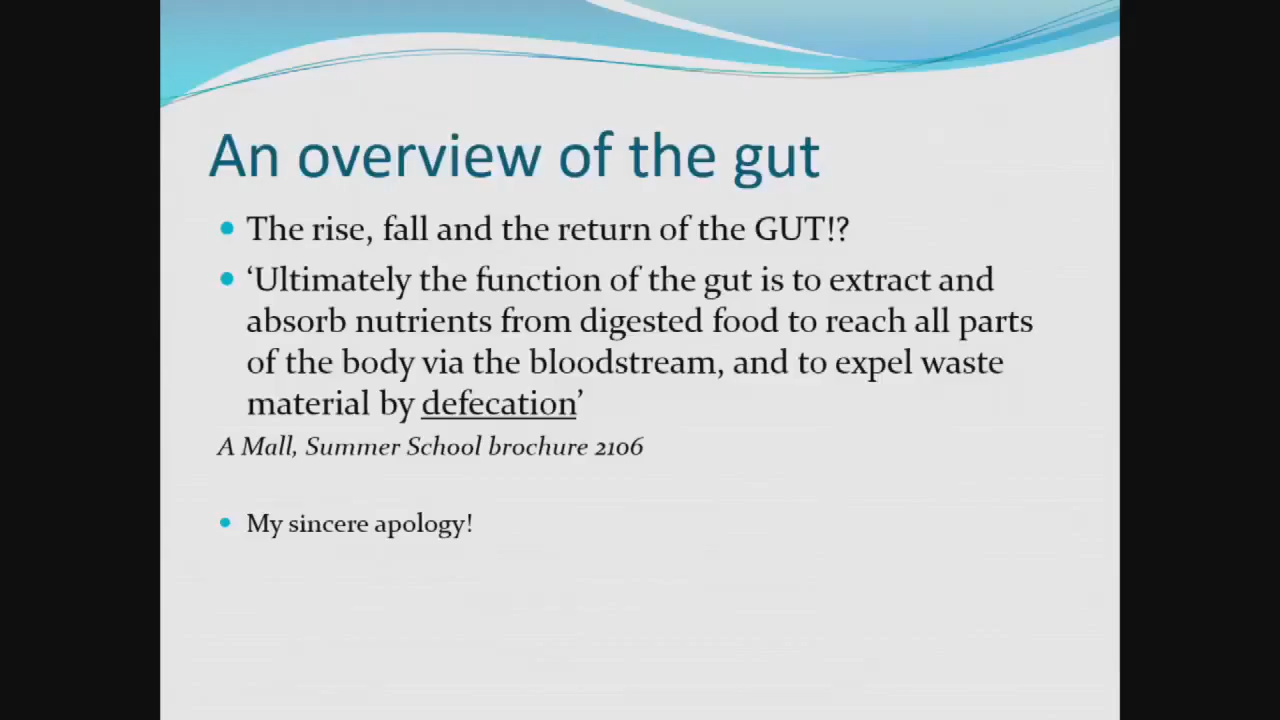 An overview of the gut
The rise, fall and the return of the GUT!?
‘Ultimately the function of the gut is to extract and
absorb nutrients from digested food to reach all parts
of the body via the bloodstream, and to expel waste
material by defecation’
A Mall, Summer School brochure 2106
My sincere apology!